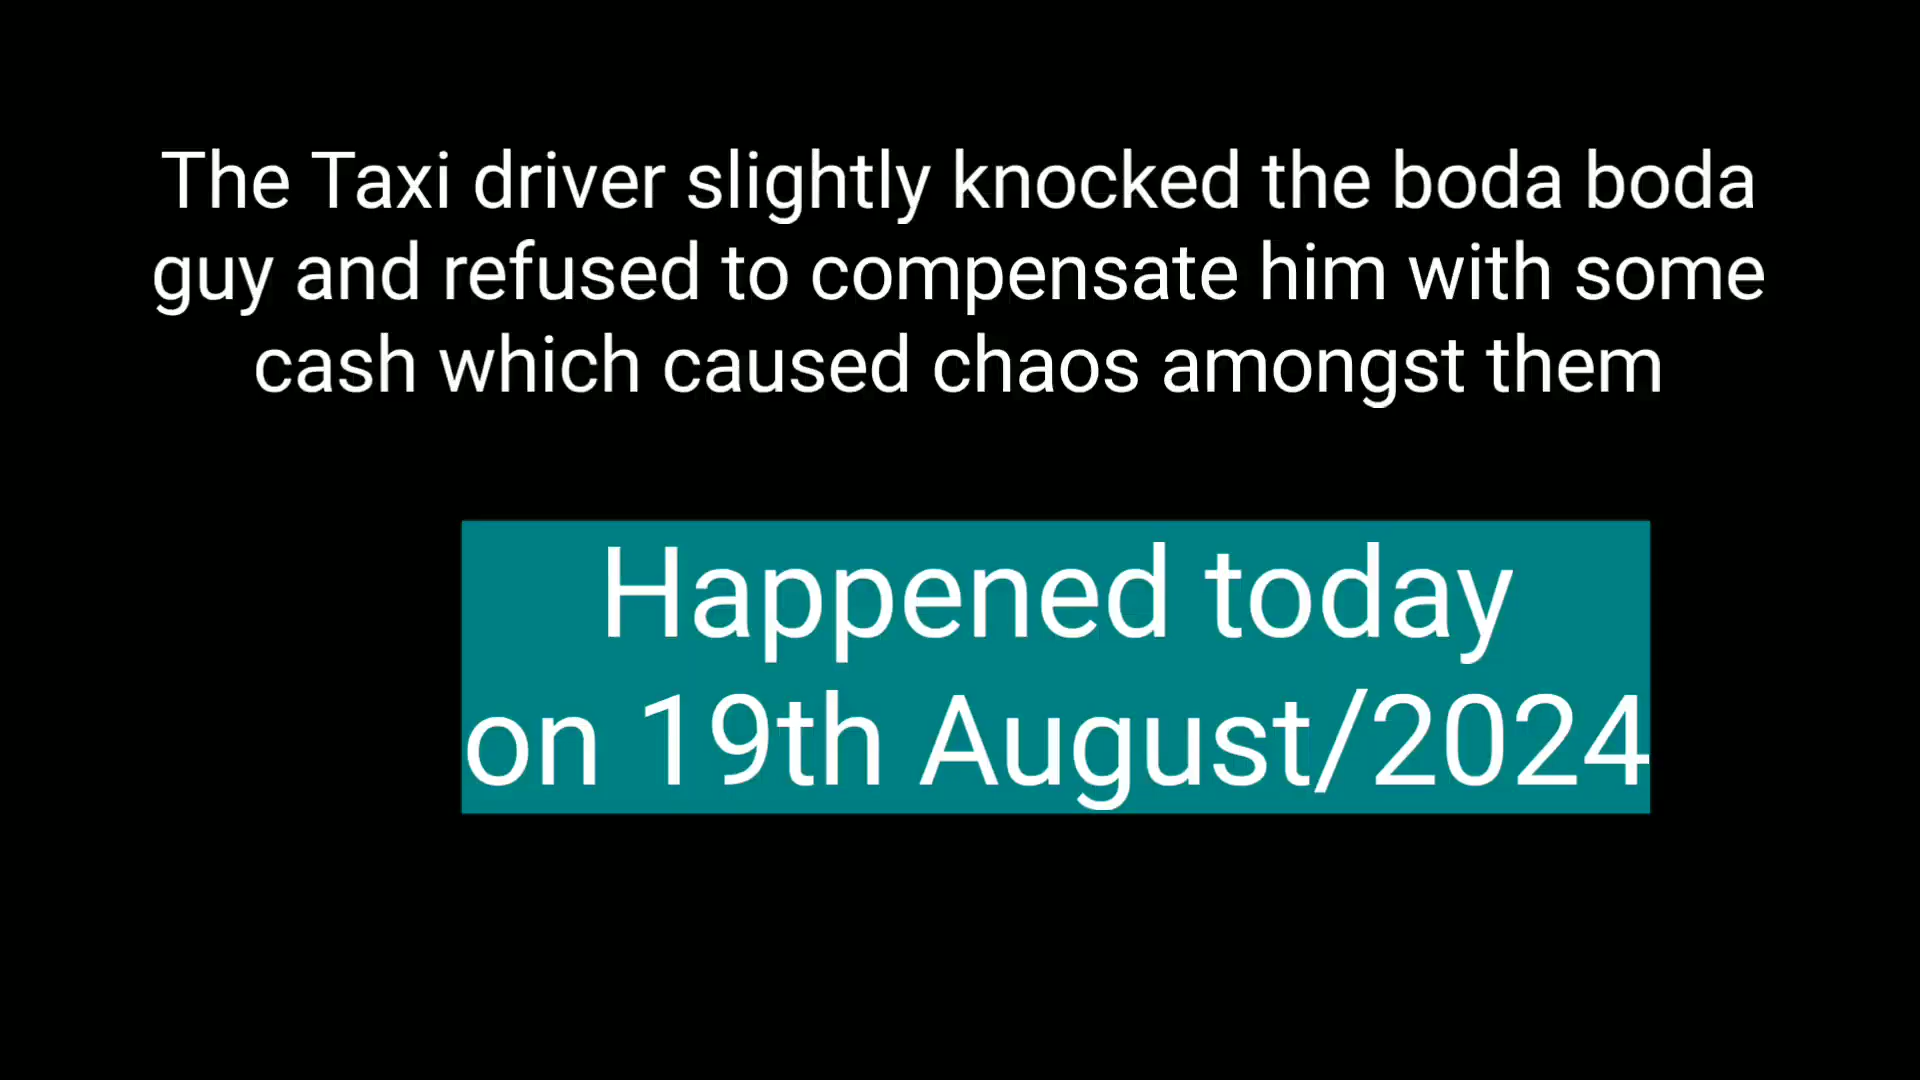 The Taxi driver slightly knocked the boda boda
guy and refused to compensate him with some
cash which caused chaos amongst them
Happened today
on 19th August/2024